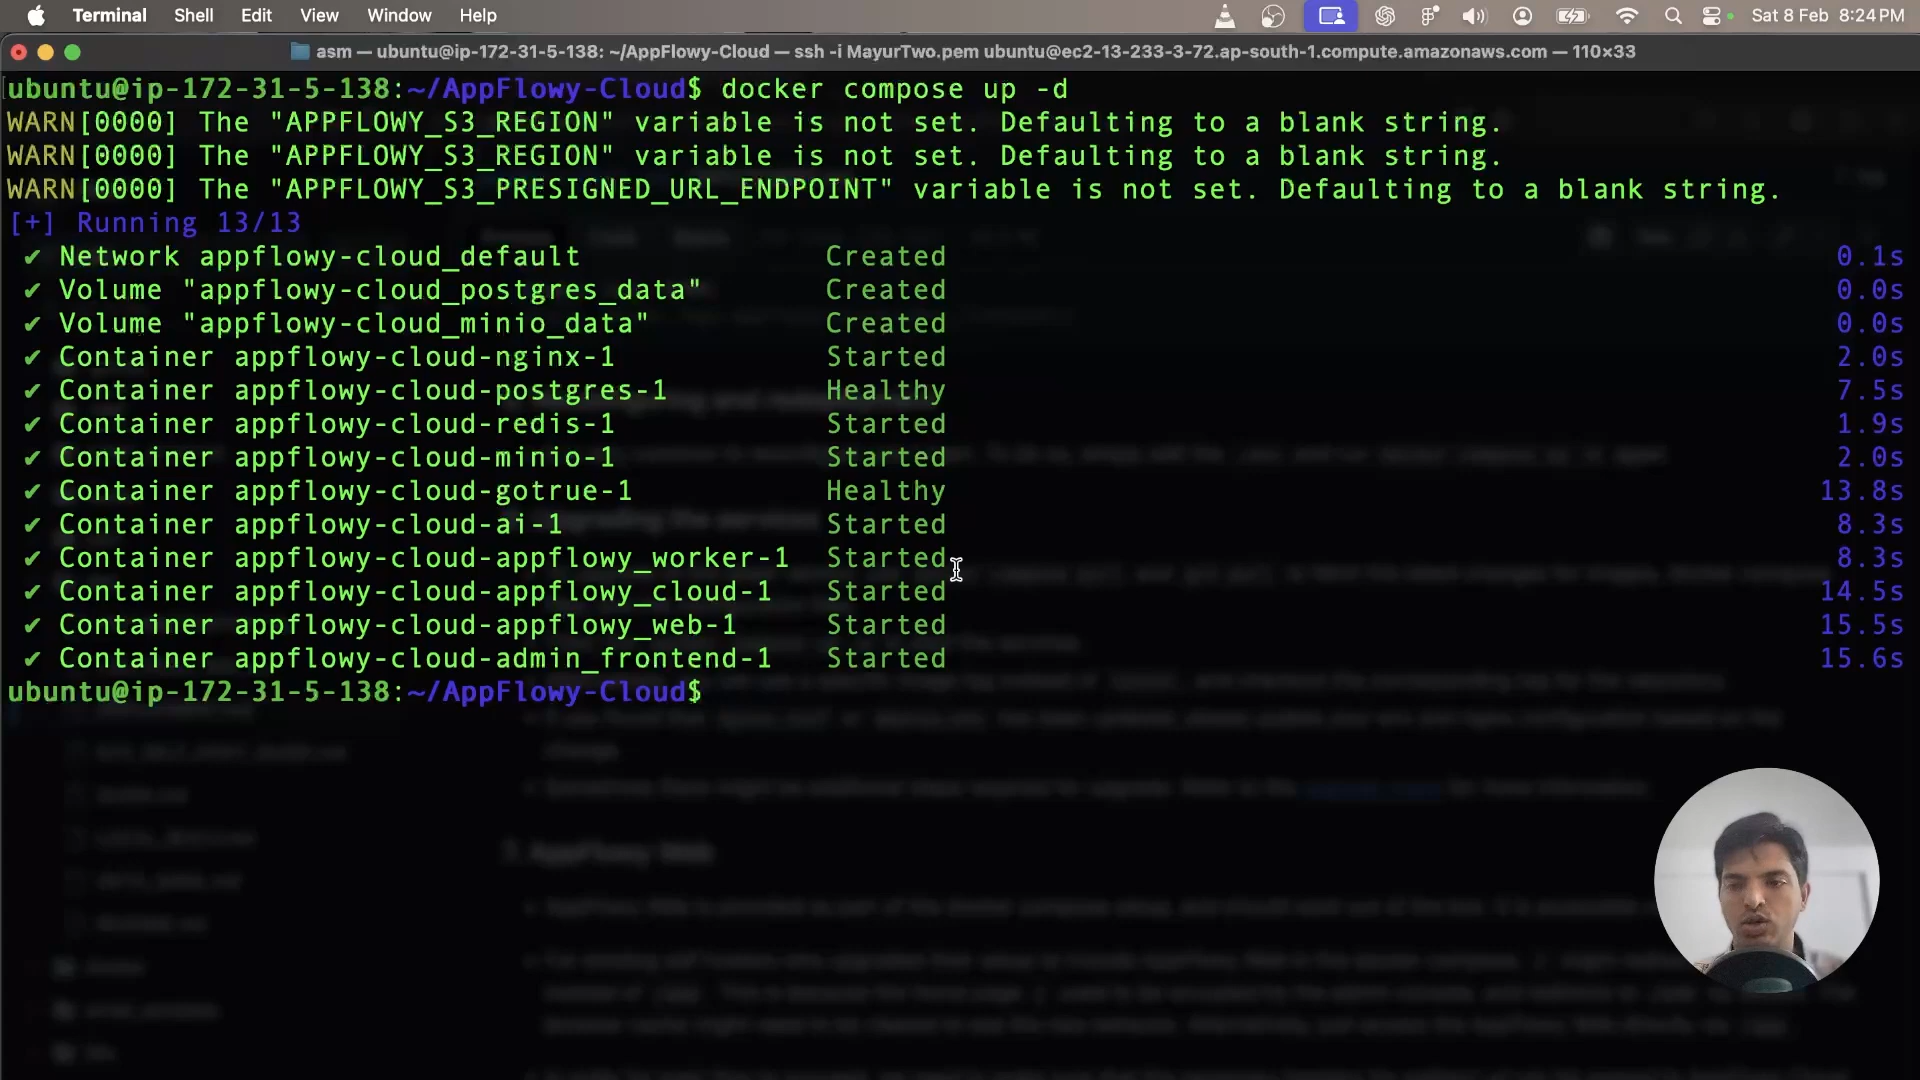 Terminal Shell Edit View Window Help Sat 8 Feb 8:24 PM
asm — ubuntu@ip-172-31-5-138: ~/AppFlowy-Cloud — ssh -i MayurTwo.pem ubuntu@ec2-13-233-3-72.ap-south-1.compute.amazonaws.com — 110×33
ubuntu@ip-172-31-5-138:~/AppFlowy-Cloud$ docker compose up -d
WARN[0000] The "APPFLOWY_S3_REGION" variable is not set. Defaulting to a blank string.
WARN[0000] The "APPFLOWY_S3_REGION" variable is not set. Defaulting to a blank string.
WARN[0000] The "APPFLOWY_S3_PRESIGNED_URL_ENDPOINT" variable is not set. Defaulting to a blank string.
[+] Running 13/13
✔ Network appflowy-cloud_default Created 0.1s
✔ Volume "appflowy-cloud_postgres_data" Created 0.0s
✔ Volume "appflowy-cloud_minio_data" Created 0.0s
✔ Container appflowy-cloud-nginx-1 Started 2.0s
✔ Container appflowy-cloud-postgres-1 Healthy 7.5s
✔ Container appflowy-cloud-redis-1 Started 1.9s
✔ Container appflowy-cloud-minio-1 Started 2.0s
✔ Container appflowy-cloud-gotrue-1 Healthy 13.8s
✔ Container appflowy-cloud-ai-1 Started 8.3s
✔ Container appflowy-cloud-appflowy_worker-1 Started 8.3s
✔ Container appflowy-cloud-appflowy_cloud-1 Started 14.5s
✔ Container appflowy-cloud-appflowy_web-1 Started 15.5s
✔ Container appflowy-cloud-admin_frontend-1 Started 15.6s
ubuntu@ip-172-31-5-138:~/AppFlowy-Cloud$